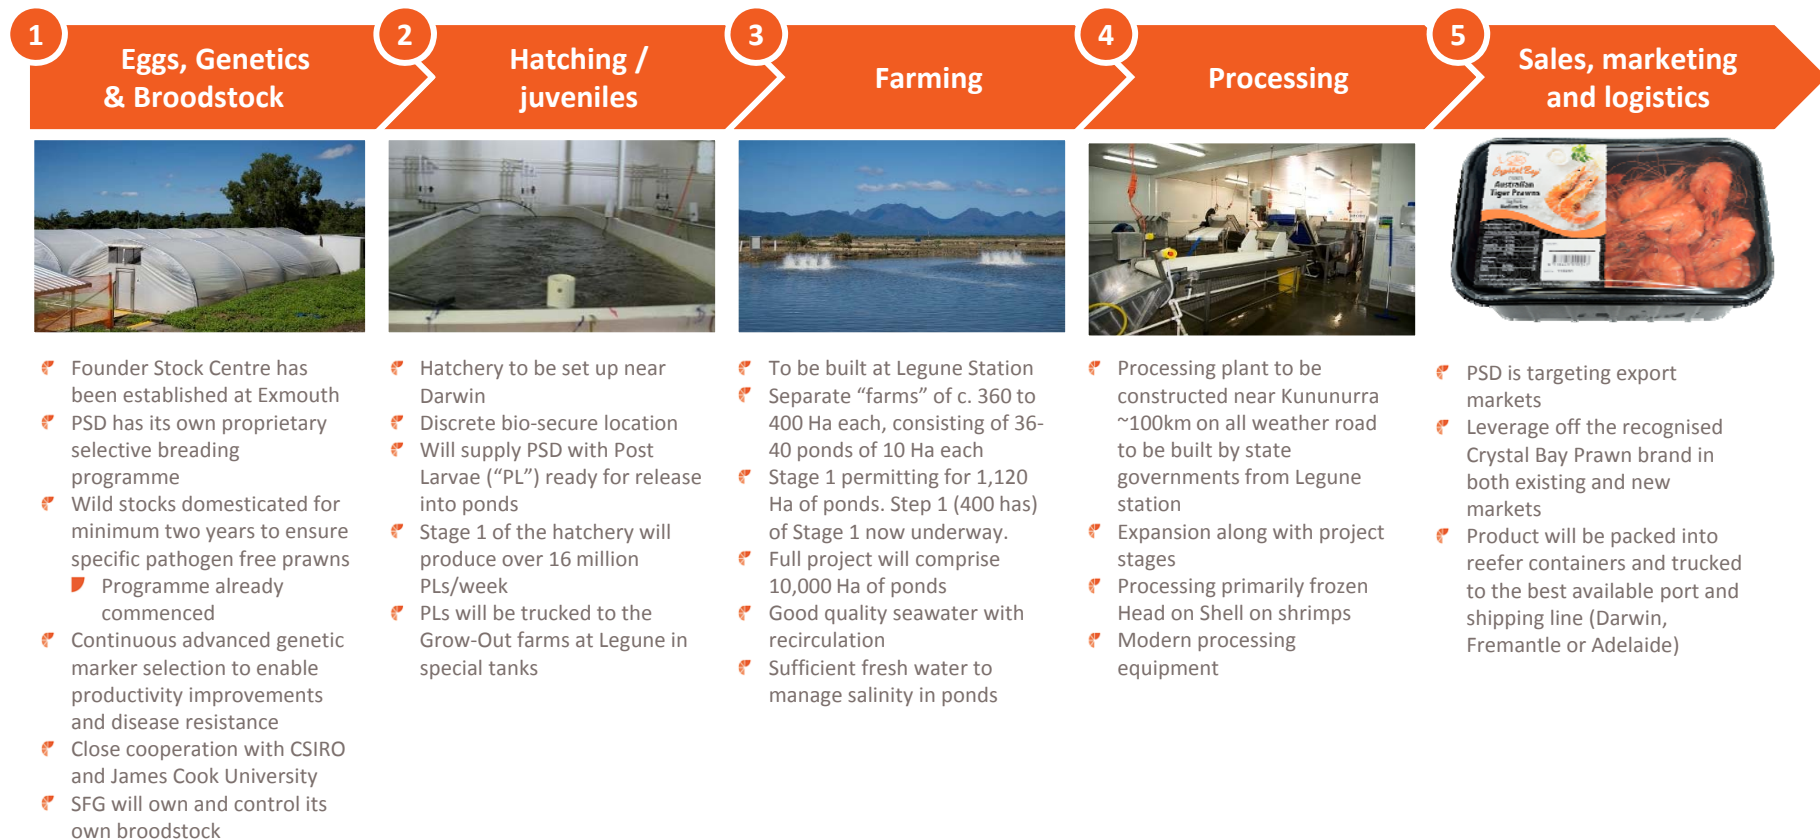 1
Eggs, Genetics
& Broodstock
2
Hatching /
juveniles
3
Farming
4
Processing
5
Sales, marketing
and logistics
Crystal Bay
Australian
Tiger Prawns
Founder Stock Centre has
been established at Exmouth
PSD has its own proprietary
selective breading
programme
Wild stocks domesticated for
minimum two years to ensure
specific pathogen free prawns
Programme already
commenced
Continuous advanced genetic
marker selection to enable
productivity improvements
and disease resistance
Close cooperation with CSIRO
and James Cook University
SFG will own and control its
own broodstock
Hatchery to be set up near
Darwin
Discrete bio-secure location
Will supply PSD with Post
Larvae (“PL”) ready for release
into ponds
Stage 1 of the hatchery will
produce over 16 million
PLs/week
PLs will be trucked to the
Grow-Out farms at Legune in
special tanks
To be built at Legune Station
Separate “farms” of c. 360 to
400 Ha each, consisting of 36-
40 ponds of 10 Ha each
Stage 1 permitting for 1,120
Ha of ponds. Step 1 (400 has)
of Stage 1 now underway.
Full project will comprise
10,000 Ha of ponds
Good quality seawater with
recirculation
Sufficient fresh water to
manage salinity in ponds
Processing plant to be
constructed near Kununurra
~100km on all weather road
to be built by state
governments from Legune
station
Expansion along with project
stages
Processing primarily frozen
Head on Shell on shrimps
Modern processing
equipment
PSD is targeting export
markets
Leverage off the recognised
Crystal Bay Prawn brand in
both existing and new
markets
Product will be packed into
reefer containers and trucked
to the best available port and
shipping line (Darwin,
Fremantle or Adelaide)